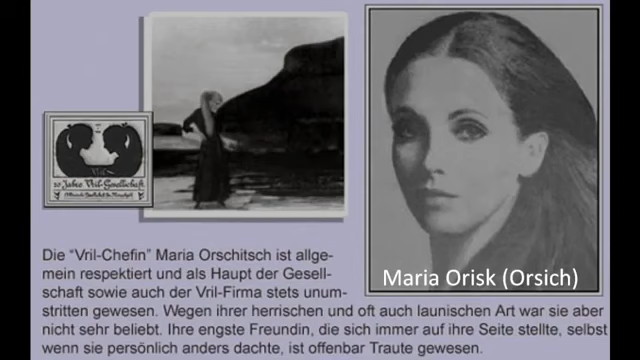 Vril
10 Jahre Vril-Gesellschaft
Maria Orisk (Orsich)
Die “Vril-Chefin” Maria Orschitsch ist allge-
mein respektiert und als Haupt der Gesell-
schaft sowie auch der Vril-Firma stets unum-
stritten gewesen. Wegen ihrer herrischen und oft auch launischen Art war sie aber
nicht sehr beliebt. Ihre engste Freundin, die sich immer auf ihre Seite stellte, selbst
wenn sie persönlich anders dachte, ist offenbar Traute gewesen.